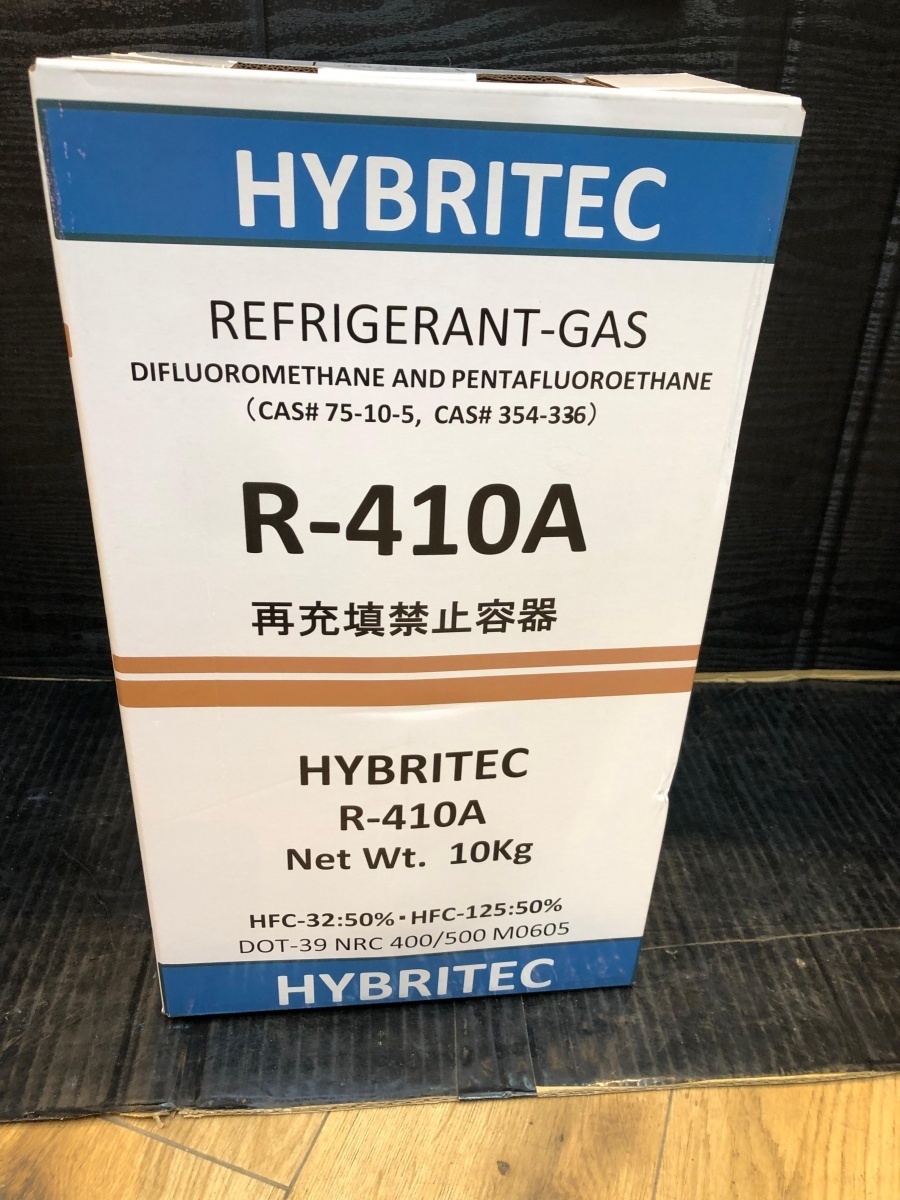 HYBRITEC
REFRIGERANT-GAS
DIFLUOROMETHANE AND PENTAFLUOROETHANE
（CAS# 75-10-5, CAS# 354-336）
R-410A
再充填禁止容器
HYBRITEC
R-410A
Net Wt. 10Kg
HFC-32:50%・HFC-125:50%
DOT-39 NRC 400/500 M0605
HYBRITEC